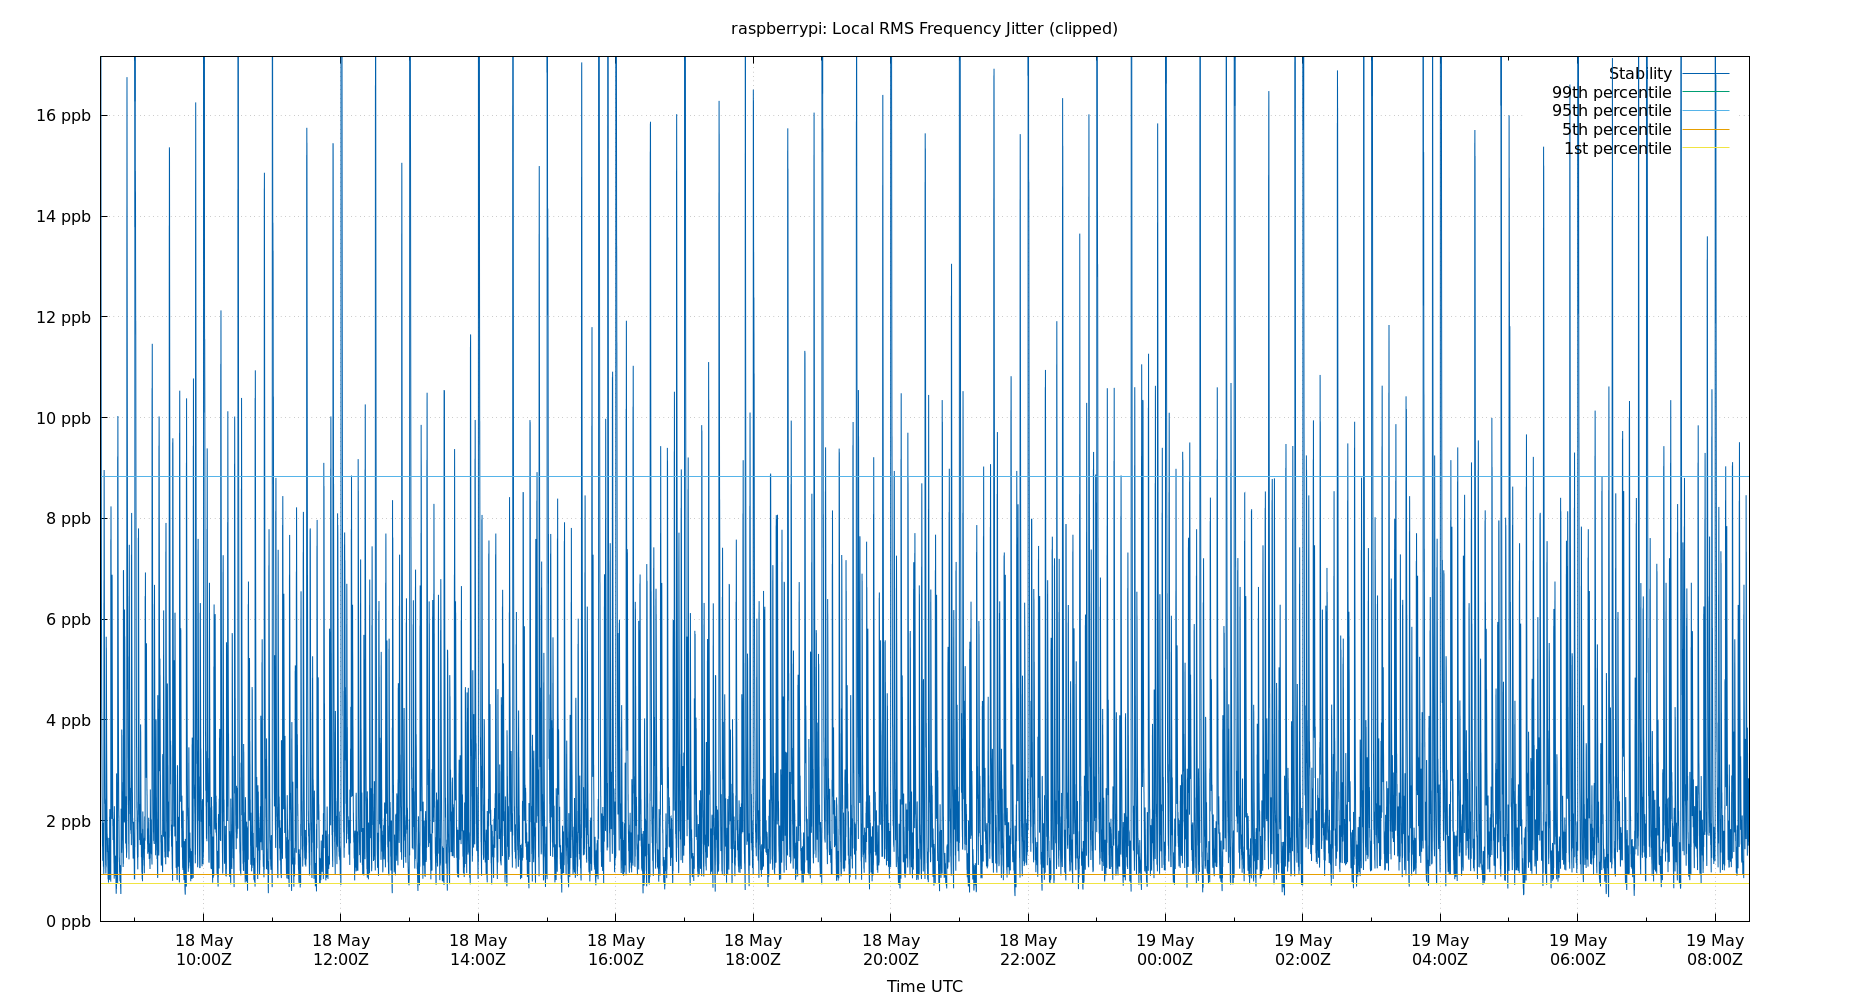 raspberrypi: Local RMS Frequency Jitter (clipped)
Stability
99th percentile
95th percentile
5th percentile
1st percentile
16 ppb
14 ppb
12 ppb
10 ppb
8 ppb
6 ppb
4 ppb
2 ppb
0 ppb
18 May 18 May 18 May 18 May 18 May 18 May 18 May 19 May 19 May 19 May 19 May 19 May
10:00Z 12:00Z 14:00Z 16:00Z 18:00Z 20:00Z 22:00Z 00:00Z 02:00Z 04:00Z 06:00Z 08:00Z
Time UTC